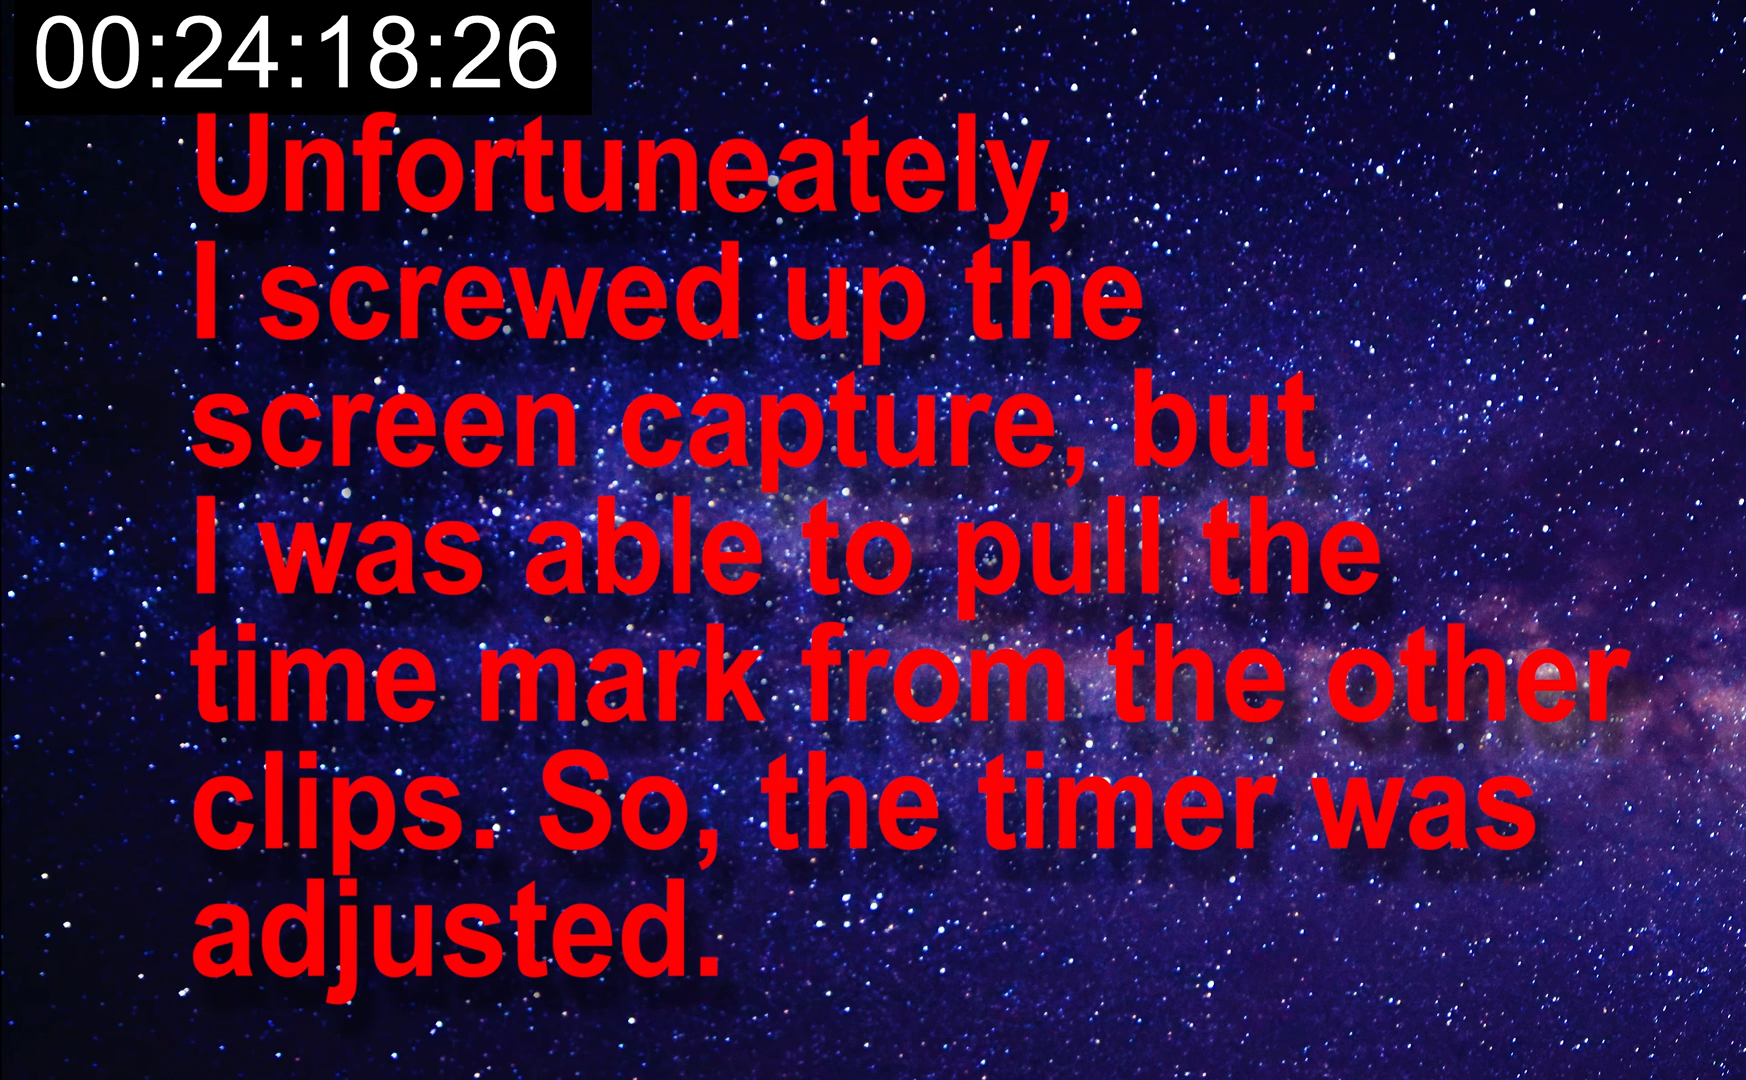 00:24:18:26
Unfortuneately,
I screwed up the
screen capture, but
I was able to pull the
time mark from the other
clips. So, the timer was
adjusted.